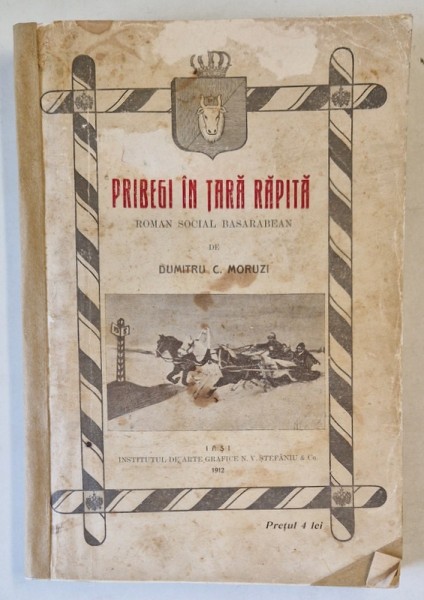 PRIBEGI ÎN ȚARĂ RĂPITĂ
ROMAN SOCIAL BASARABEAN
DE
DUMITRU C. MORUZI
IAȘI
INSTITUTUL DE ARTE GRAFICE N. V. ȘTEFĂNIU & Co.
1912
Prețul 4 lei